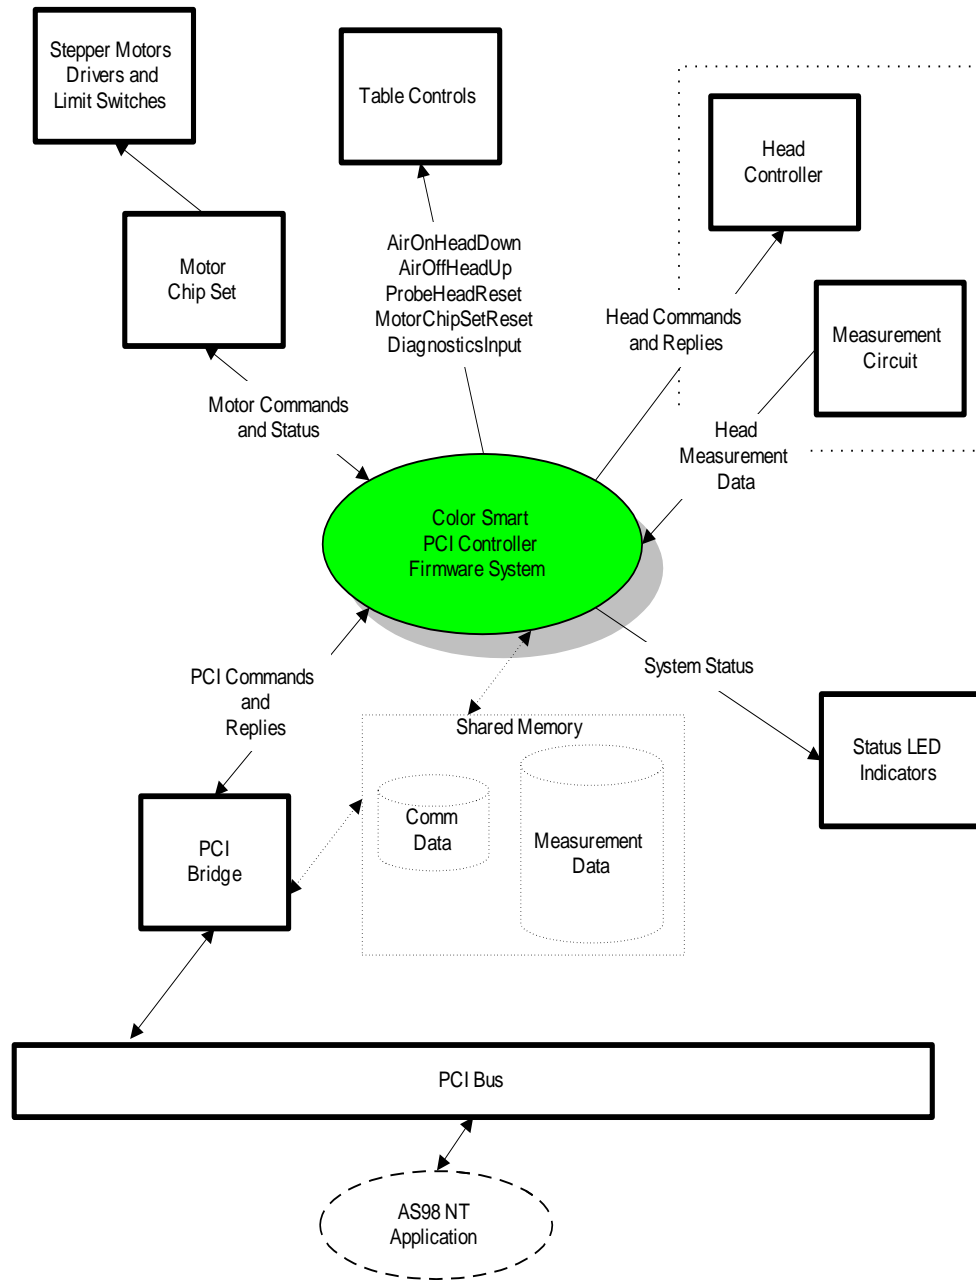 Stepper Motors
Drivers and
Limit Switches
Table Controls
Head
Controller
Motor
Chip Set
AirOnHeadDown
AirOffHeadUp
ProbeHeadReset
MotorChipSetReset
DiagnosticsInput
Head Commands
and Replies
Measurement
Circuit
Motor Commands
and Status
Head
Measurement
Data
Color Smart
PCI Controller
Firmware System
PCI Commands
and
Replies
System Status
Shared Memory
Status LED
Indicators
Comm
Data
Measurement
Data
PCI
Bridge
PCI Bus
AS98 NT
Application